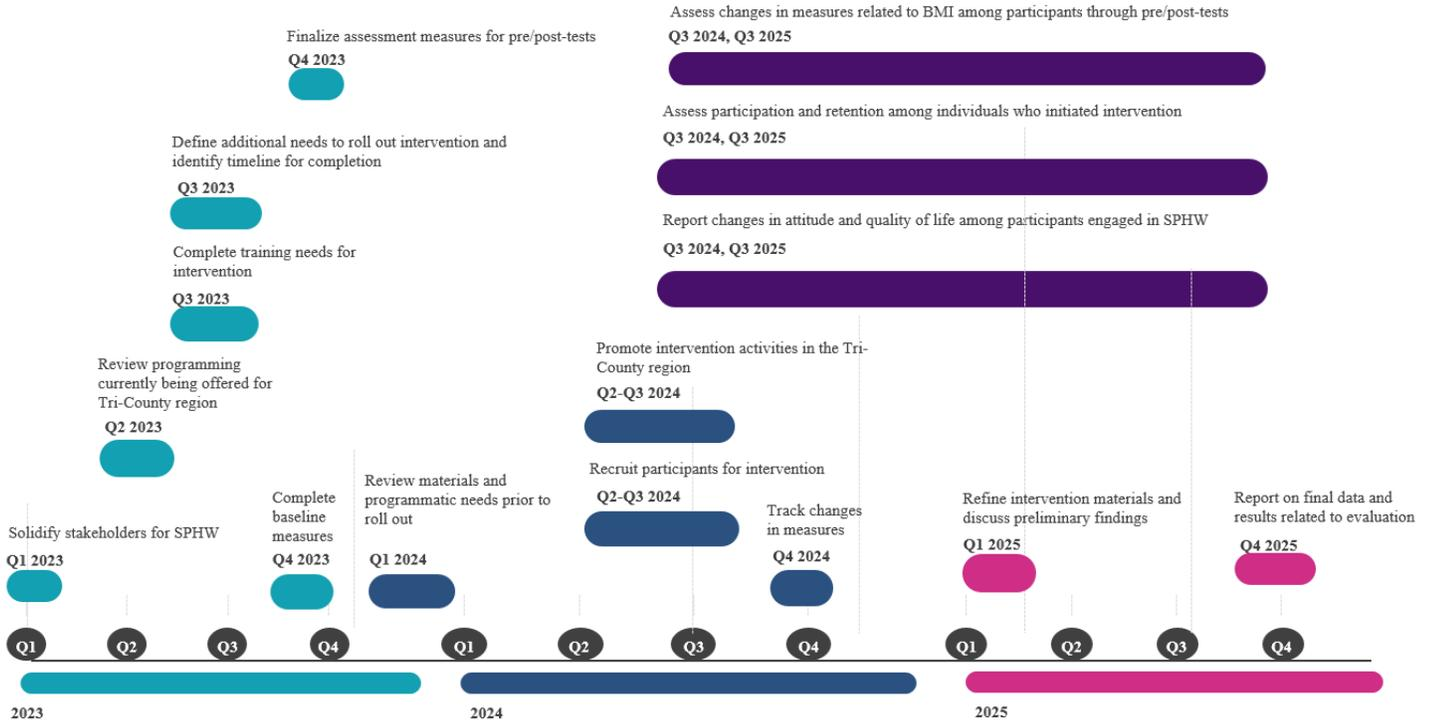 Assess changes in measures related to BMI among participants through pre/post-tests
Q3 2024, Q3 2025
Finalize assessment measures for pre/post-tests
Q4 2023
Assess participation and retention among individuals who initiated intervention
Q3 2024, Q3 2025
Define additional needs to roll out intervention and
identify timeline for completion
Q3 2023
Report changes in attitude and quality of life among participants engaged in SPHW
Q3 2024, Q3 2025
Complete training needs for
intervention
Q3 2023
Promote intervention activities in the Tri-
County region
Q2-Q3 2024
Review programming
currently being offered for
Tri-County region
Q2 2023
Recruit participants for intervention
Q2-Q3 2024
Solidify stakeholders for SPHW
Q1 2023
Complete
baseline
measures
Q4 2023
Review materials and
programmatic needs prior to
roll out
Q1 2024
Track changes
in measures
Q4 2024
Refine intervention materials and
discuss preliminary findings
Q1 2025
Report on final data and
results related to evaluation
Q4 2025
Q1
Q2
Q3
Q4
Q1
Q2
Q3
Q4
Q1
Q2
Q3
Q4
2023
2024
2025